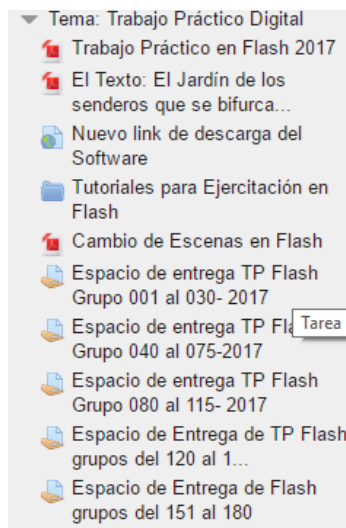 Tema: Trabajo Práctico Digital
Trabajo Práctico en Flash 2017
El Texto: El Jardín de los
senderos que se bifurca...
Nuevo link de descarga del
Software
Tutoriales para Ejercitación en
Flash
Cambio de Escenas en Flash
Espacio de entrega TP Flash
Grupo 001 al 030- 2017
Espacio de entrega TP Fla
Tarea
Grupo 040 al 075-2017
Espacio de entrega TP Flash
Grupo 080 al 115- 2017
Espacio de Entrega de TP Flash
grupos del 120 al 1...
Espacio de Entrega de Flash
grupos del 151 al 180